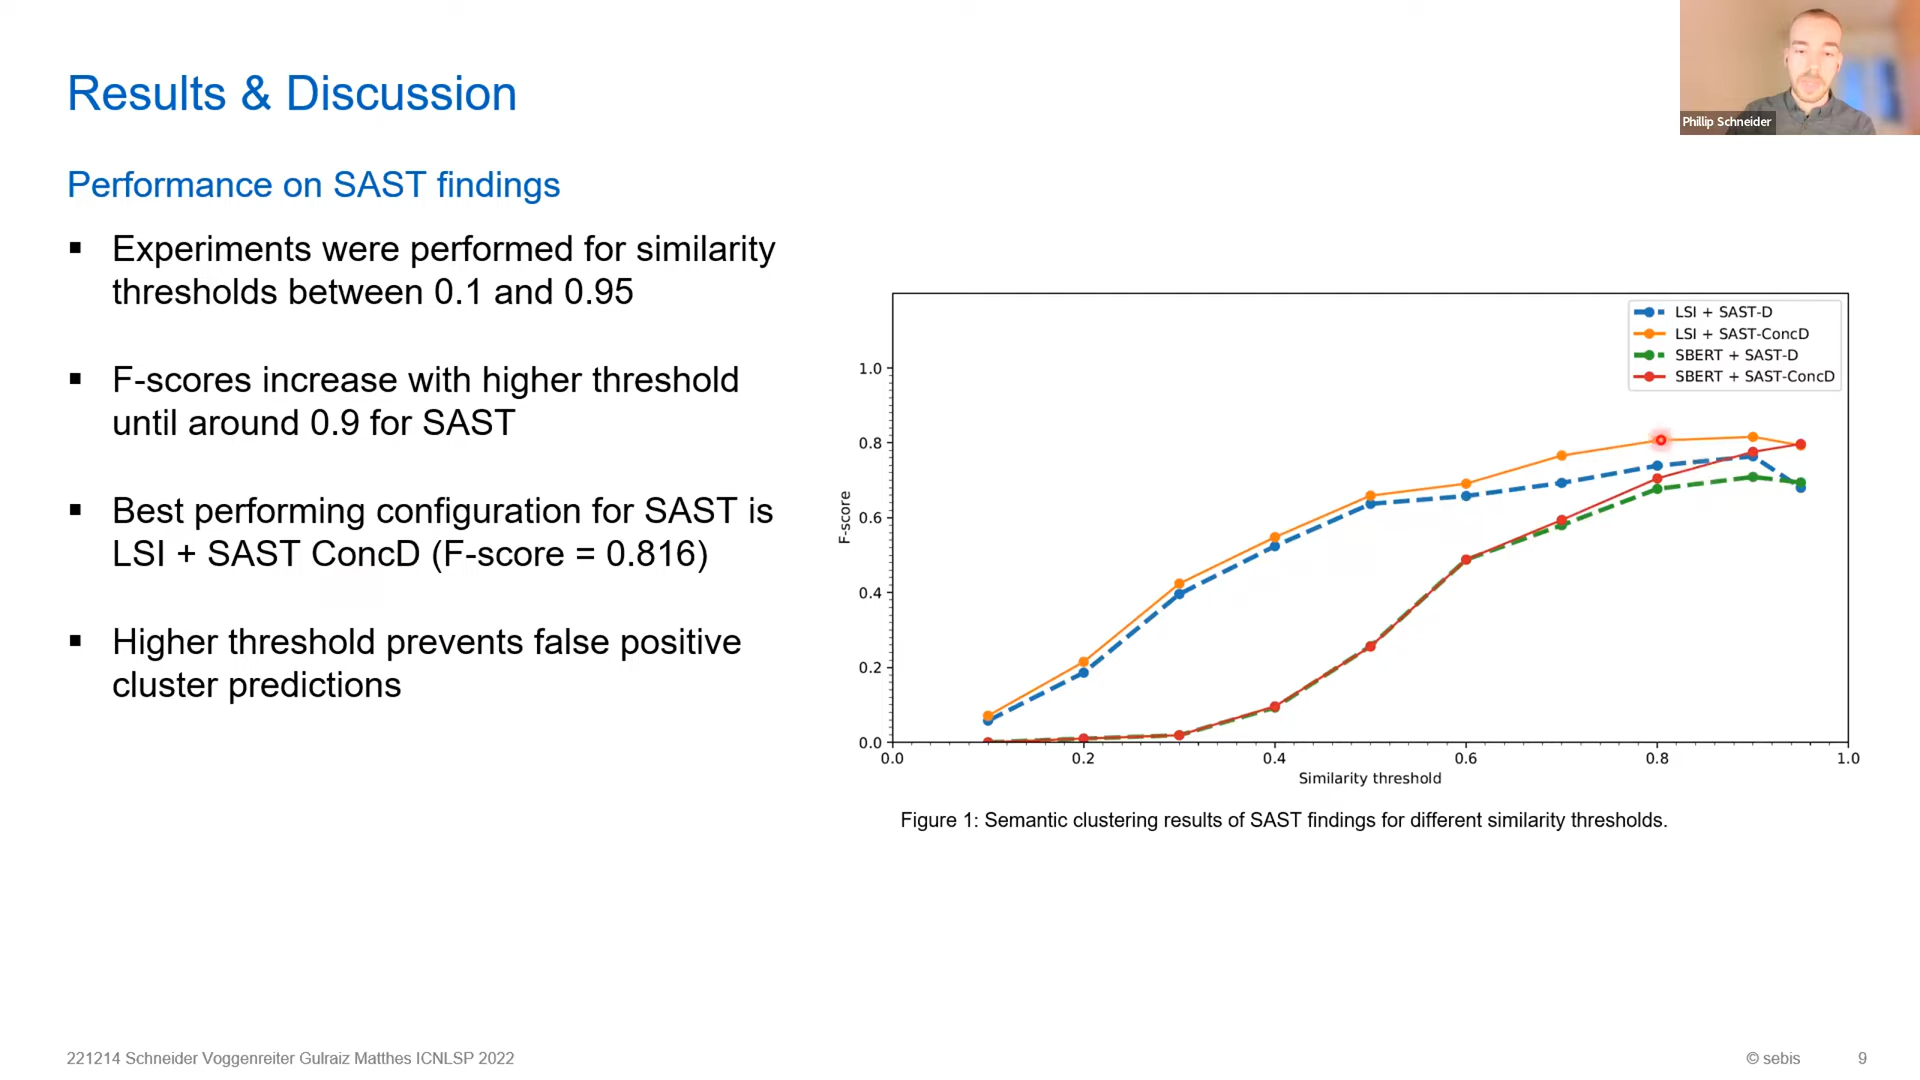 Phillip Schneider
Results & Discussion
Performance on SAST findings
▪ Experiments were performed for similarity
thresholds between 0.1 and 0.95
▪ F-scores increase with higher threshold
until around 0.9 for SAST
▪ Best performing configuration for SAST is
LSI + SAST ConcD (F-score = 0.816)
▪ Higher threshold prevents false positive
cluster predictions
LSI + SAST-D
LSI + SAST-ConcD
SBERT + SAST-D
SBERT + SAST-ConcD
1.0
0.8
0.6
0.4
0.2
0.0
F-score
0.0 0.2 0.4 0.6 0.8 1.0
Similarity threshold
Figure 1: Semantic clustering results of SAST findings for different similarity thresholds.
221214 Schneider Voggenreiter Gulraiz Matthes ICNLSP 2022
© sebis 9